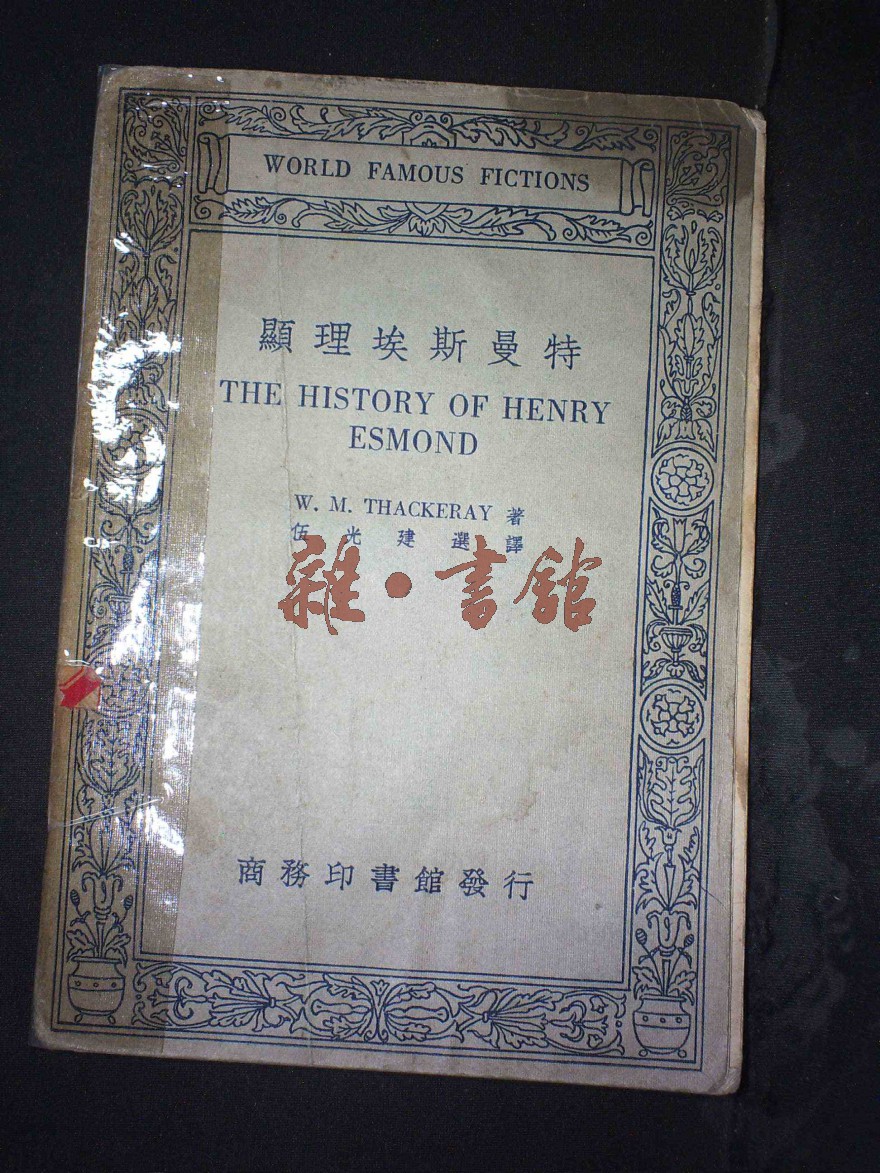 WORLD FAMOUS FICTIONS
顯理埃斯曼特
THE HISTORY OF HENRY
ESMOND
W. M. THACKERAY 著
伍光建選譯
雜·書館
商務印書館發行